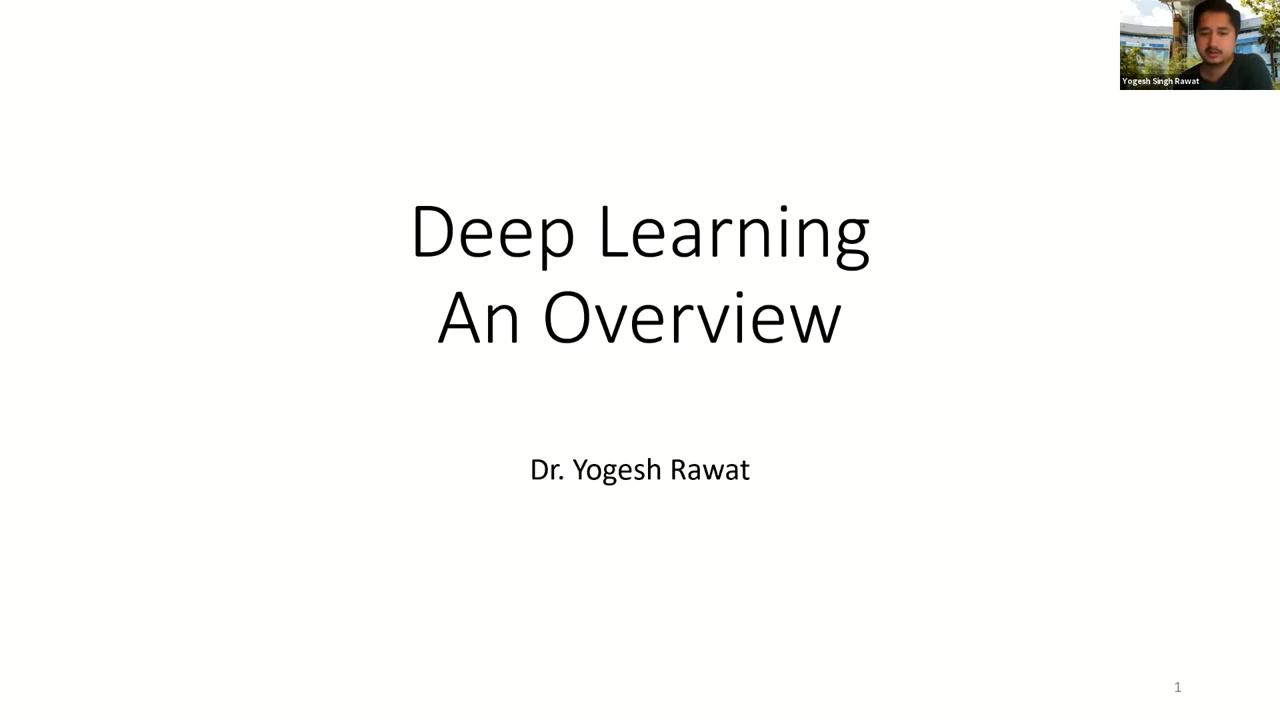 Yogesh Singh Rawat
Deep Learning
An Overview
Dr. Yogesh Rawat
1